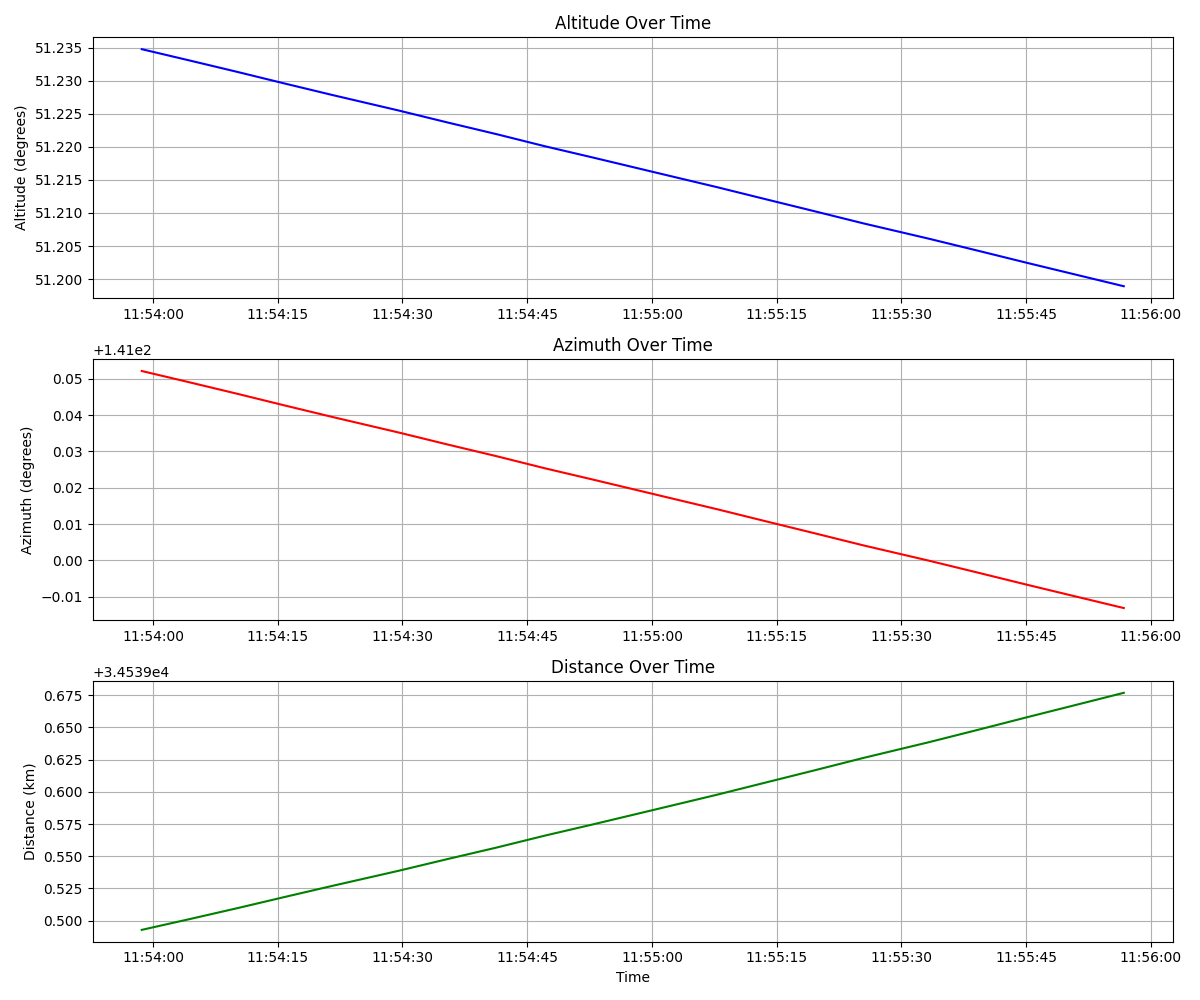 Altitude Over Time
Altitude (degrees)
51.235
51.230
51.225
51.220
51.215
51.210
51.205
51.200
11:54:00 11:54:15 11:54:30 11:54:45 11:55:00 11:55:15 11:55:30 11:55:45 11:56:00
+1.41e2
Azimuth Over Time
Azimuth (degrees)
0.05
0.04
0.03
0.02
0.01
0.00
−0.01
11:54:00 11:54:15 11:54:30 11:54:45 11:55:00 11:55:15 11:55:30 11:55:45 11:56:00
+3.4539e4
Distance Over Time
Distance (km)
0.675
0.650
0.625
0.600
0.575
0.550
0.525
0.500
11:54:00 11:54:15 11:54:30 11:54:45 11:55:00 11:55:15 11:55:30 11:55:45 11:56:00
Time